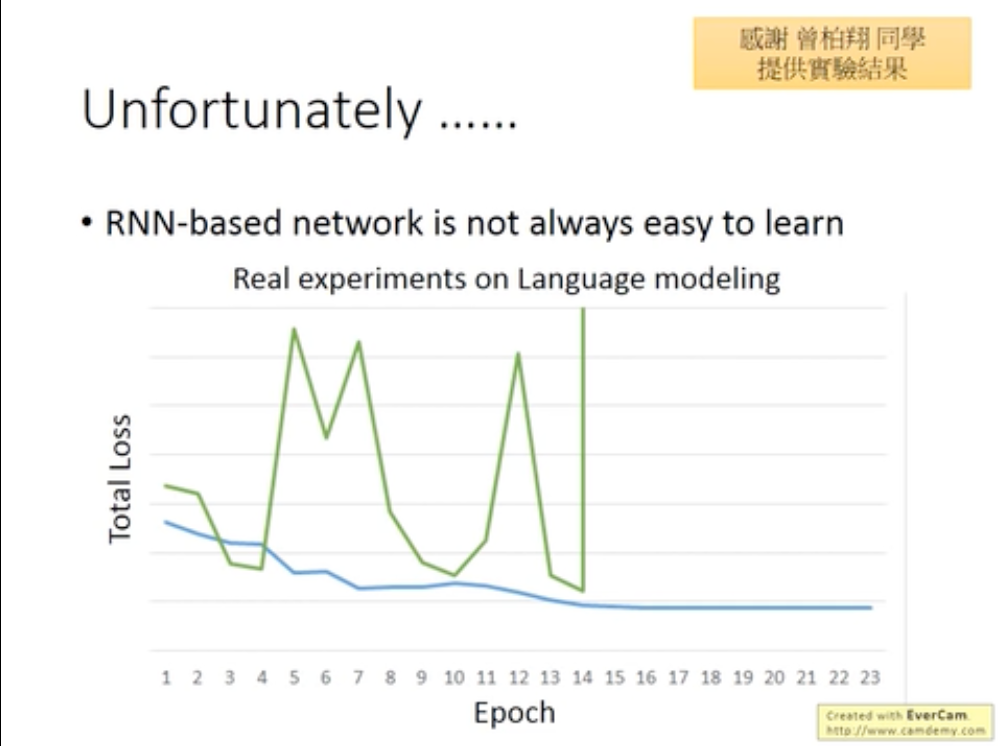 感謝 曾柏翔 同學
提供實驗結果
Unfortunately ......
• RNN-based network is not always easy to learn
Real experiments on Language modeling
Total Loss
1 2 3 4 5 6 7 8 9 10 11 12 13 14 15 16 17 18 19 20 21 22 23
Epoch
Created with EverCam.
http://www.camdemy.com